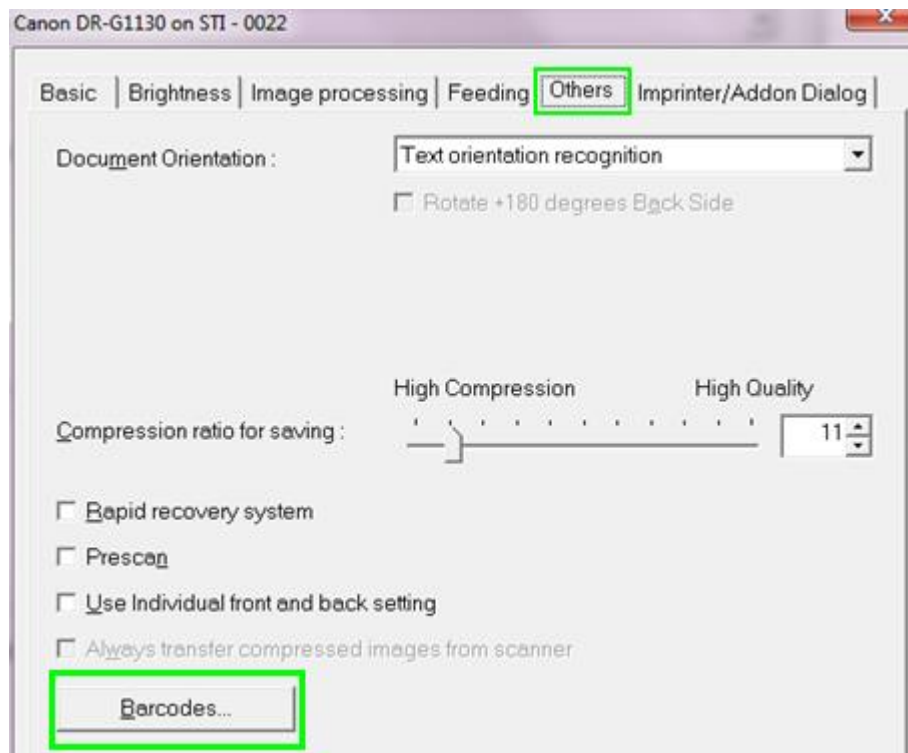 Canon DR-G1130 on STI - 0022
Basic Brightness Image processing Feeding Others Imprinter/Addon Dialog
Document Orientation : Text orientation recognition
Rotate +180 degrees Back Side
High Compression High Quality
Compression ratio for saving : 11
Rapid recovery system
Prescan
Use Individual front and back setting
Always transfer compressed images from scanner
Barcodes...